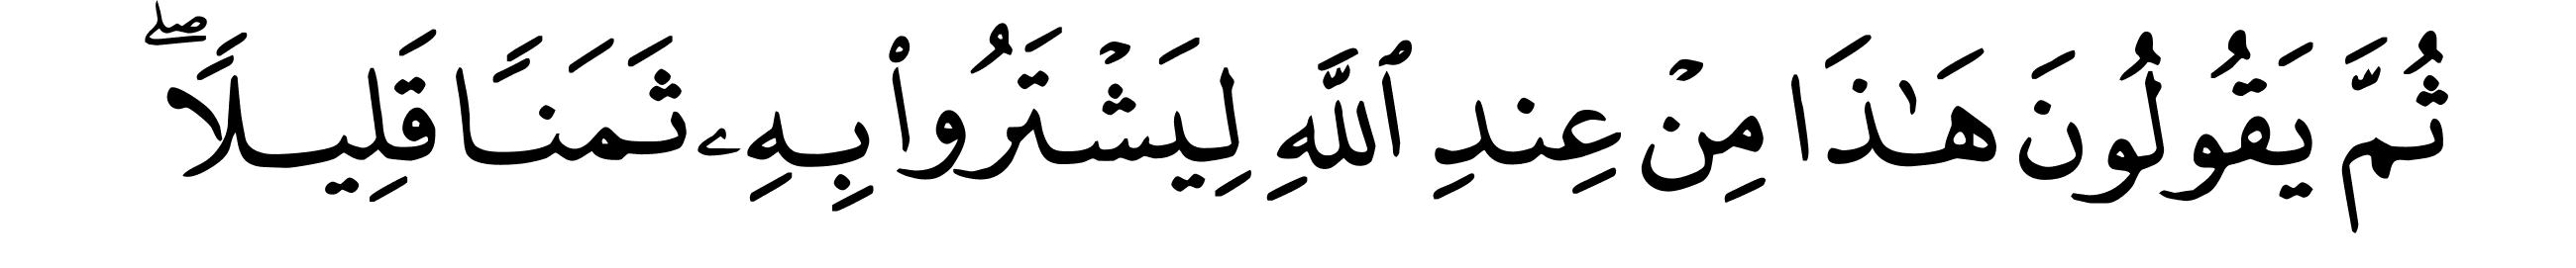 ثُمَّ يَقُولُونَ هَـٰذَا مِنۡ عِندِ ٱللَّهِ لِيَشۡتَرُواْ بِهِۦ ثَمَنًا قَلِيلًاۖ